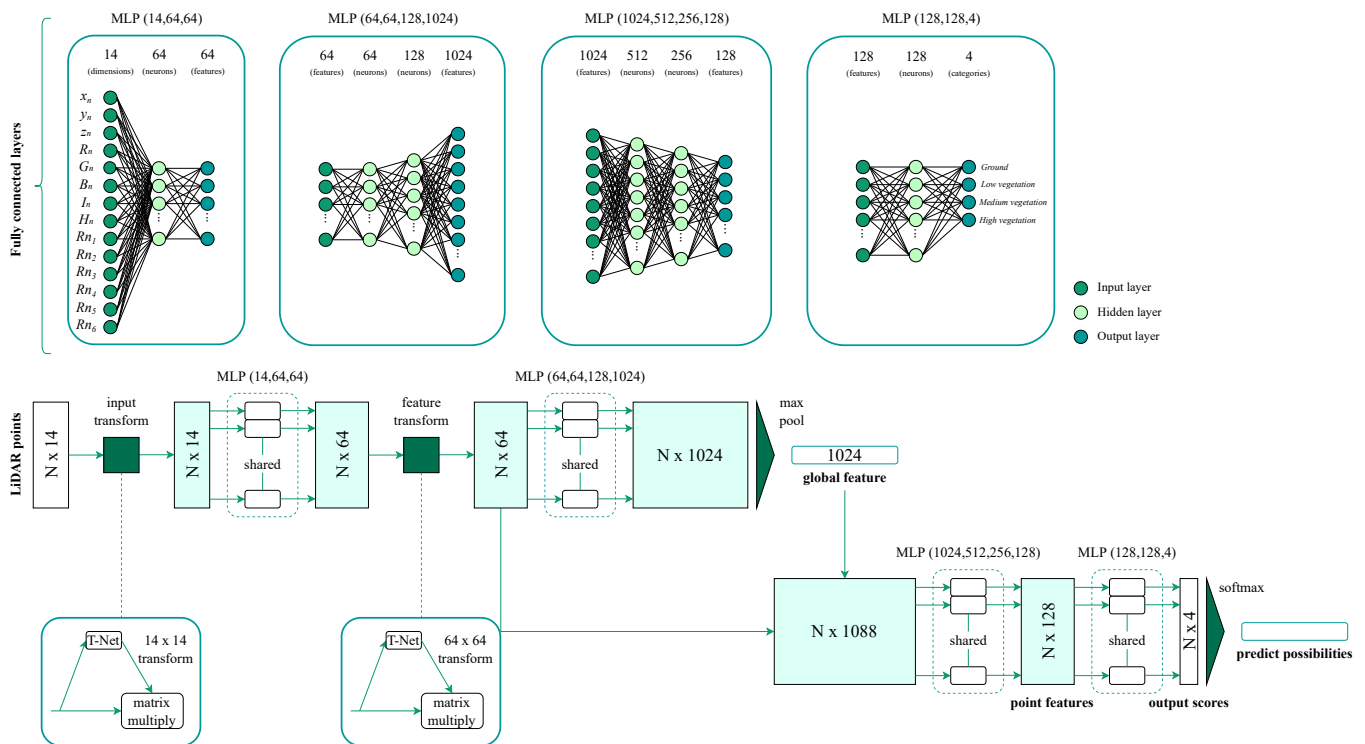 MLP (14,64,64)
MLP (64,64,128,1024)
MLP (1024,512,256,128)
MLP (128,128,4)
Fully connected layers
14 64 64
(dimensions) (neurons) (features)
64 64 128 1024
(features) (neurons) (neurons) (features)
1024 512 256 128
(features) (neurons) (neurons) (features)
128 128 4
(features) (neurons) (categories)
xₙ
yₙ
zₙ
Rₙ
Gₙ
Bₙ
Iₙ
Hₙ
Rn₁
Rn₂
Rn₃
Rn₄
Rn₅
Rn₆
Ground
Low vegetation
Medium vegetation
High vegetation
Input layer
Hidden layer
Output layer
MLP (14,64,64)
MLP (64,64,128,1024)
LiDAR points
N x 14
input
transform
N x 14
shared
N x 64
feature
transform
N x 64
shared
N x 1024
max
pool
1024
global feature
MLP (1024,512,256,128)
MLP (128,128,4)
N x 1088
shared
N x 128
point features
shared
N x 4
output scores
softmax
predict possibilities
T-Net
14 x 14
transform
matrix
multiply
T-Net
64 x 64
transform
matrix
multiply